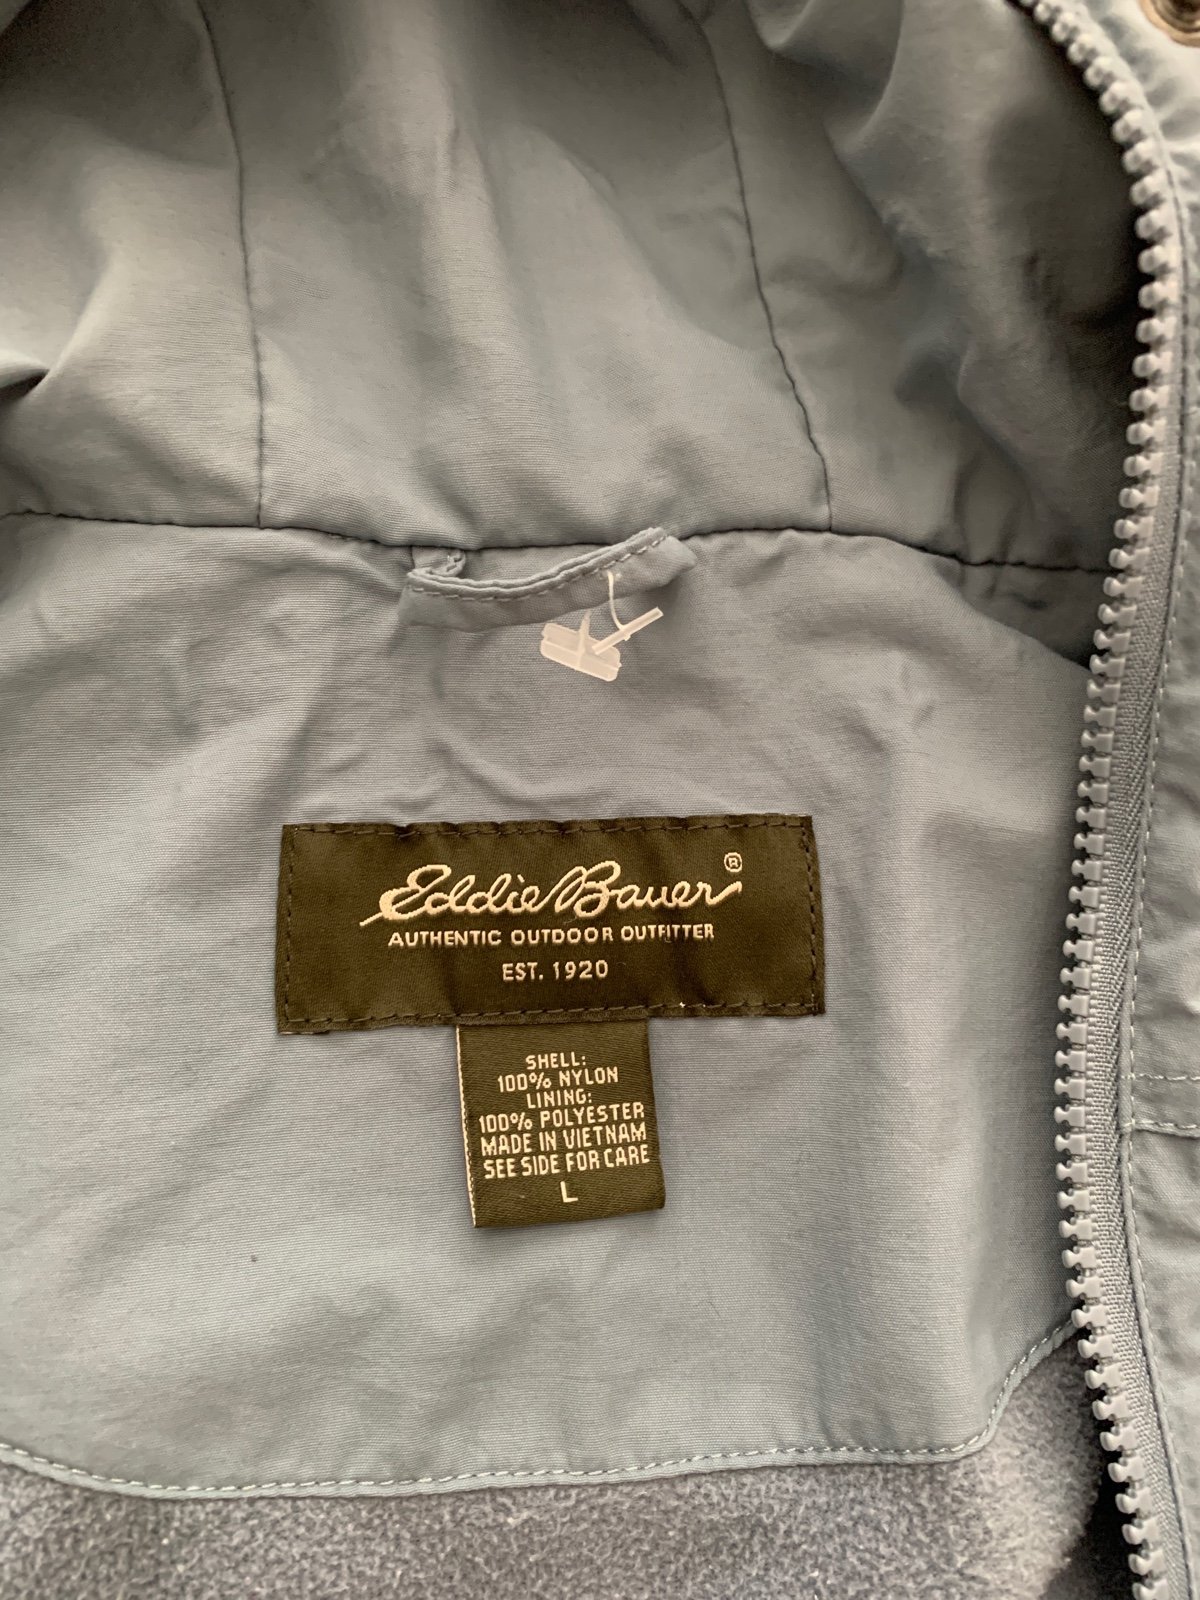 Eddie Bauer®
AUTHENTIC OUTDOOR OUTFITTER
EST. 1920
SHELL:
100% NYLON
LINING:
100% POLYESTER
MADE IN VIETNAM
SEE SIDE FOR CARE
L